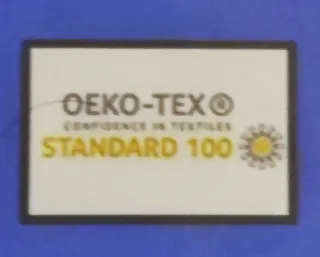 OEKO-TEX®
CONFIDENCE IN TEXTILES
STANDARD 100